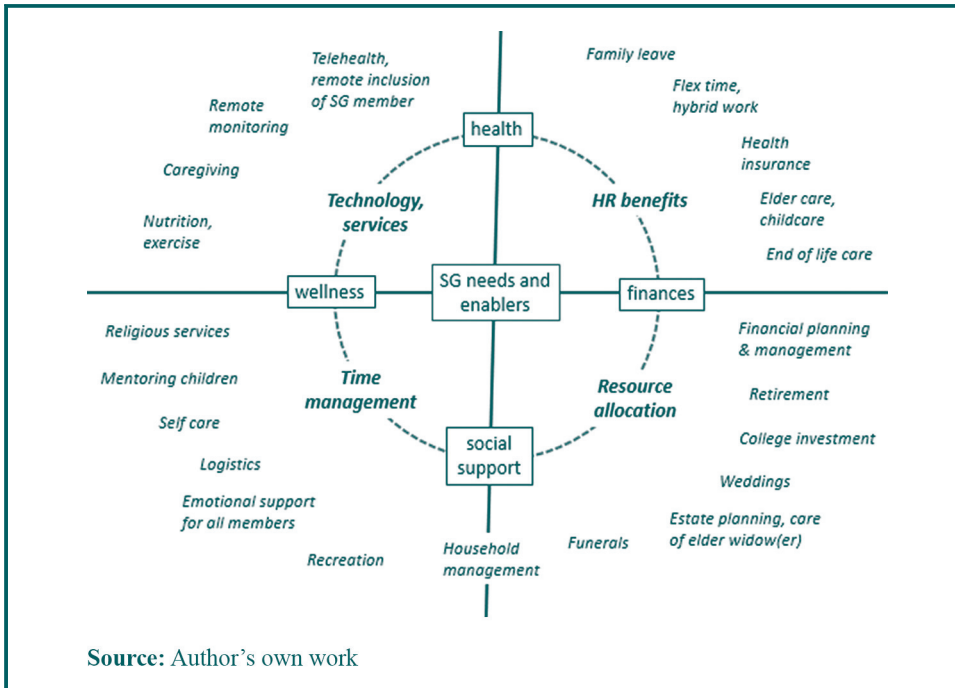 Telehealth,
remote inclusion
of SG member
Family leave
Flex time,
hybrid work
Remote
monitoring
health
Health
insurance
Caregiving
Technology,
services
HR benefits
Elder care,
childcare
Nutrition,
exercise
End of life care
wellness
SG needs and
enablers
finances
Religious services
Financial planning
& management
Mentoring children
Time
management
Resource
allocation
Retirement
Self care
social
support
College investment
Logistics
Weddings
Emotional support
for all members
Estate planning, care
of elder widow(er)
Recreation
Household
management
Funerals
Source: Author's own work